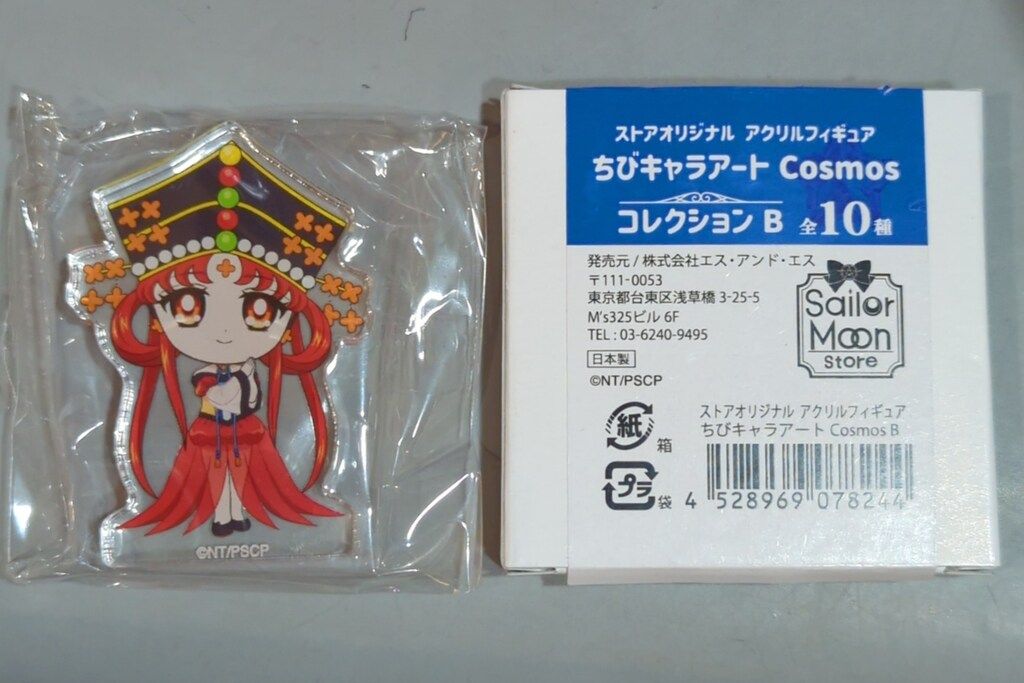 ©NT/PSCP
ストアオリジナル アクリルフィギュア
ちびキャラアート Cosmos
コレクション B 全10種
発売元 / 株式会社エス・アンド・エス
〒111-0053
東京都台東区浅草橋 3-25-5
M's325ビル 6F
TEL : 03-6240-9495
日本製
©NT/PSCP
Sailor
Moon
Store
紙 箱
プラ 袋
ストアオリジナル アクリルフィギュア
ちびキャラアート Cosmos B
4 528969 078244